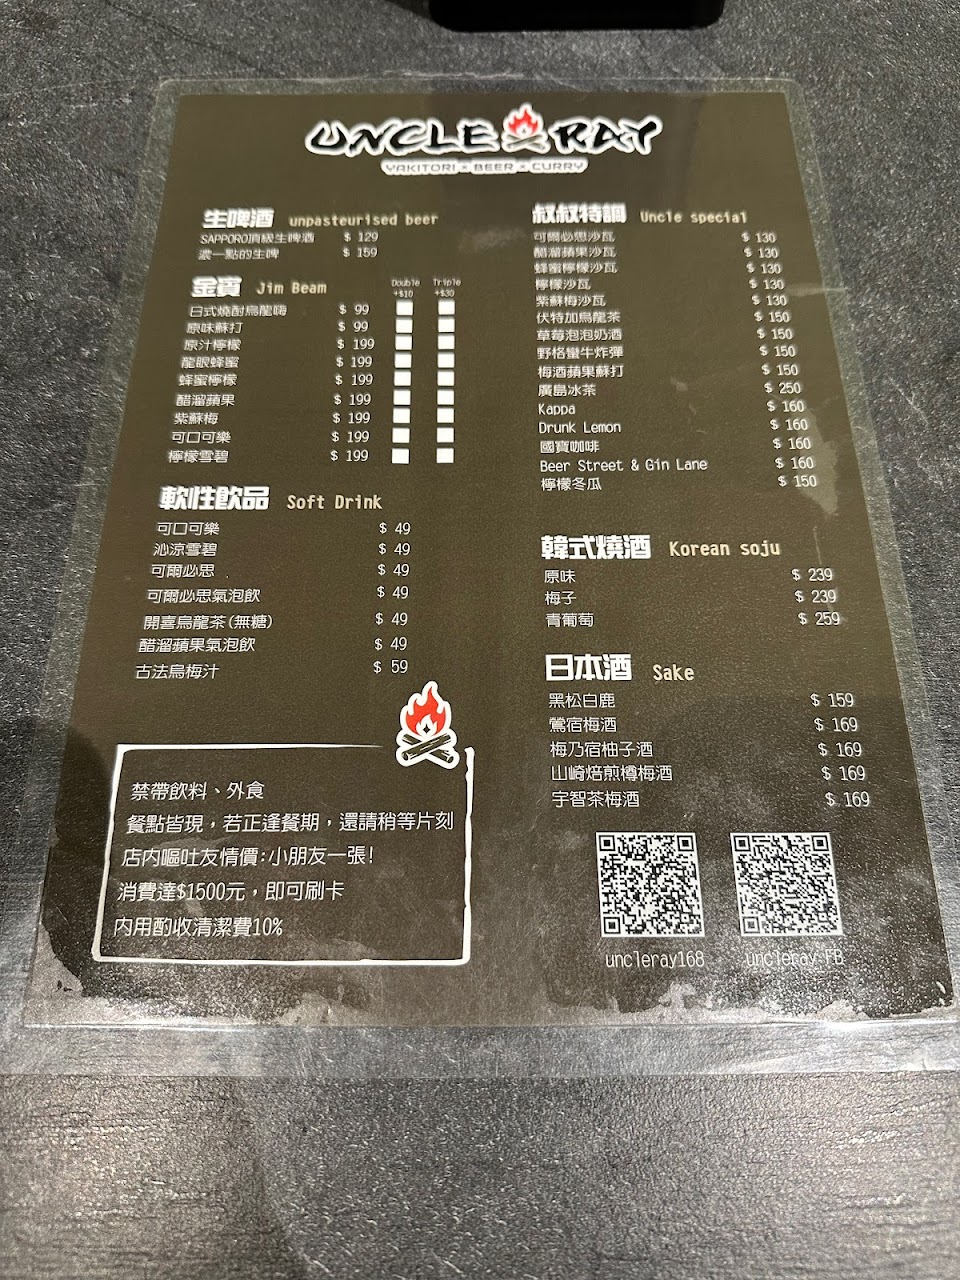 UNCLE RAY
YAKITORI × BEER × CURRY
生啤酒 unpasteurised beer
SAPPORO頂級生啤酒 $ 129
濃一點的生啤 $ 159
金賓 Jim Beam
Double +$10
Triple +$30
日式燒酎烏龍嗨 $ 99
原味蘇打 $ 99
原汁檸檬 $ 199
龍眼蜂蜜 $ 199
蜂蜜檸檬 $ 199
醋溜蘋果 $ 199
紫蘇梅 $ 199
可口可樂 $ 199
檸檬雪碧 $ 199
軟性飲品 Soft Drink
可口可樂 $ 49
沁涼雪碧 $ 49
可爾必思 $ 49
可爾必思氣泡飲 $ 49
開喜烏龍茶(無糖) $ 49
醋溜蘋果氣泡飲 $ 49
古法烏梅汁 $ 59
禁帶飲料、外食
餐點皆現，若正逢餐期，還請稍等片刻
店內嘔吐友情價:小朋友一張!
消費達$1500元，即可刷卡
內用酌收清潔費10%
叔叔特調 Uncle special
可爾必思沙瓦 $ 130
醋溜蘋果沙瓦 $ 130
蜂蜜檸檬沙瓦 $ 130
檸檬沙瓦 $ 130
紫蘇梅沙瓦 $ 130
伏特加烏龍茶 $ 150
草莓泡泡奶酒 $ 150
野格蠻牛炸彈 $ 150
梅酒蘋果蘇打 $ 150
廣島冰茶 $ 250
Kappa $ 160
Drunk Lemon $ 160
國寶咖啡 $ 160
Beer Street & Gin Lane $ 160
檸檬冬瓜 $ 150
韓式燒酒 Korean soju
原味 $ 239
梅子 $ 239
青葡萄 $ 259
日本酒 Sake
黑松白鹿 $ 159
鶯宿梅酒 $ 169
梅乃宿柚子酒 $ 169
山崎焙煎樽梅酒 $ 169
宇智茶梅酒 $ 169
uncleray168
uncleray FB